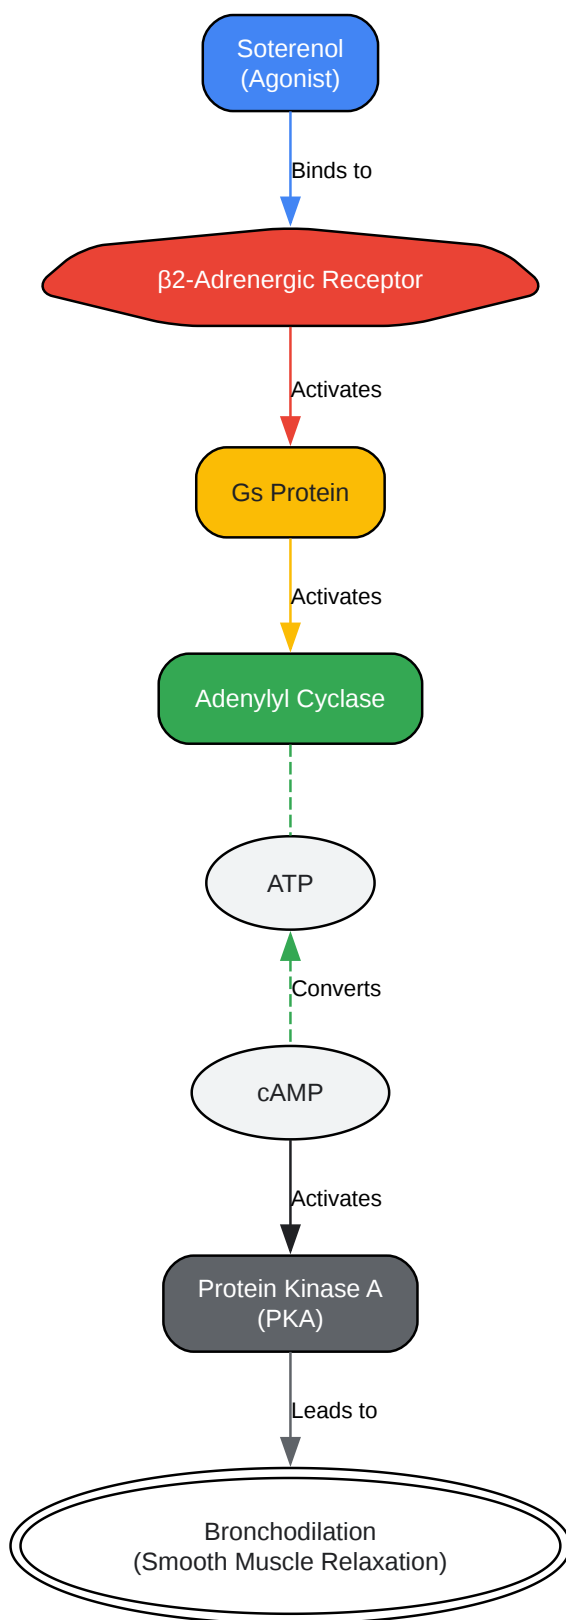 Soterenol
(Agonist)
Binds to
β2-Adrenergic Receptor
Activates
Gs Protein
Activates
Adenylyl Cyclase
ATP
Converts
cAMP
Activates
Protein Kinase A
(PKA)
Leads to
Bronchodilation
(Smooth Muscle Relaxation)